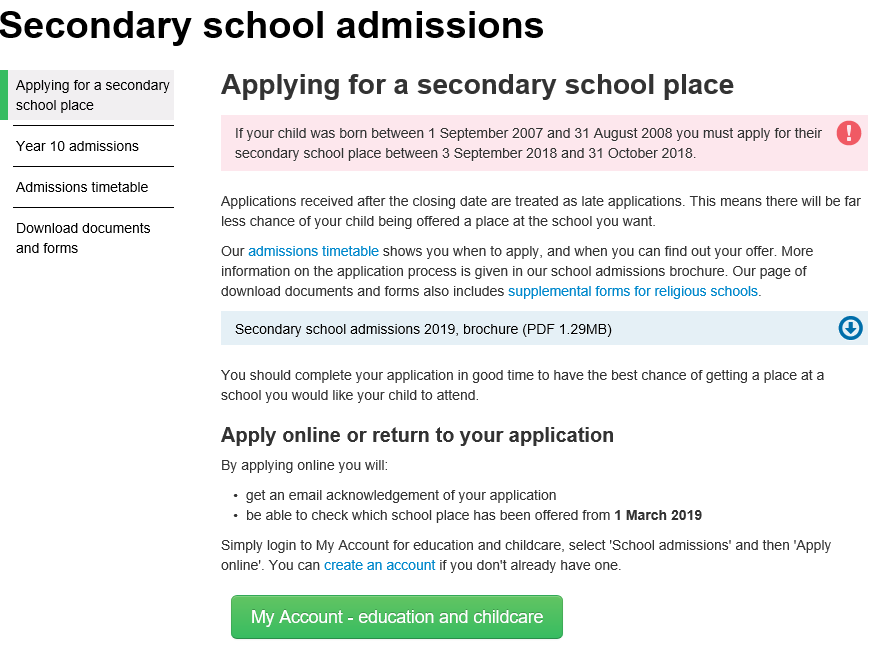 Secondary school admissions
Applying for a secondary
school place
Year 10 admissions
Admissions timetable
Download documents
and forms
Applying for a secondary school place
If your child was born between 1 September 2007 and 31 August 2008 you must apply for their
secondary school place between 3 September 2018 and 31 October 2018.
Applications received after the closing date are treated as late applications. This means there will be far
less chance of your child being offered a place at the school you want.
Our admissions timetable shows you when to apply, and when you can find out your offer. More
information on the application process is given in our school admissions brochure. Our page of
download documents and forms also includes supplemental forms for religious schools.
Secondary school admissions 2019, brochure (PDF 1.29MB)
You should complete your application in good time to have the best chance of getting a place at a
school you would like your child to attend.
Apply online or return to your application
By applying online you will:
• get an email acknowledgement of your application
• be able to check which school place has been offered from 1 March 2019
Simply login to My Account for education and childcare, select 'School admissions' and then 'Apply
online'. You can create an account if you don't already have one.
My Account - education and childcare